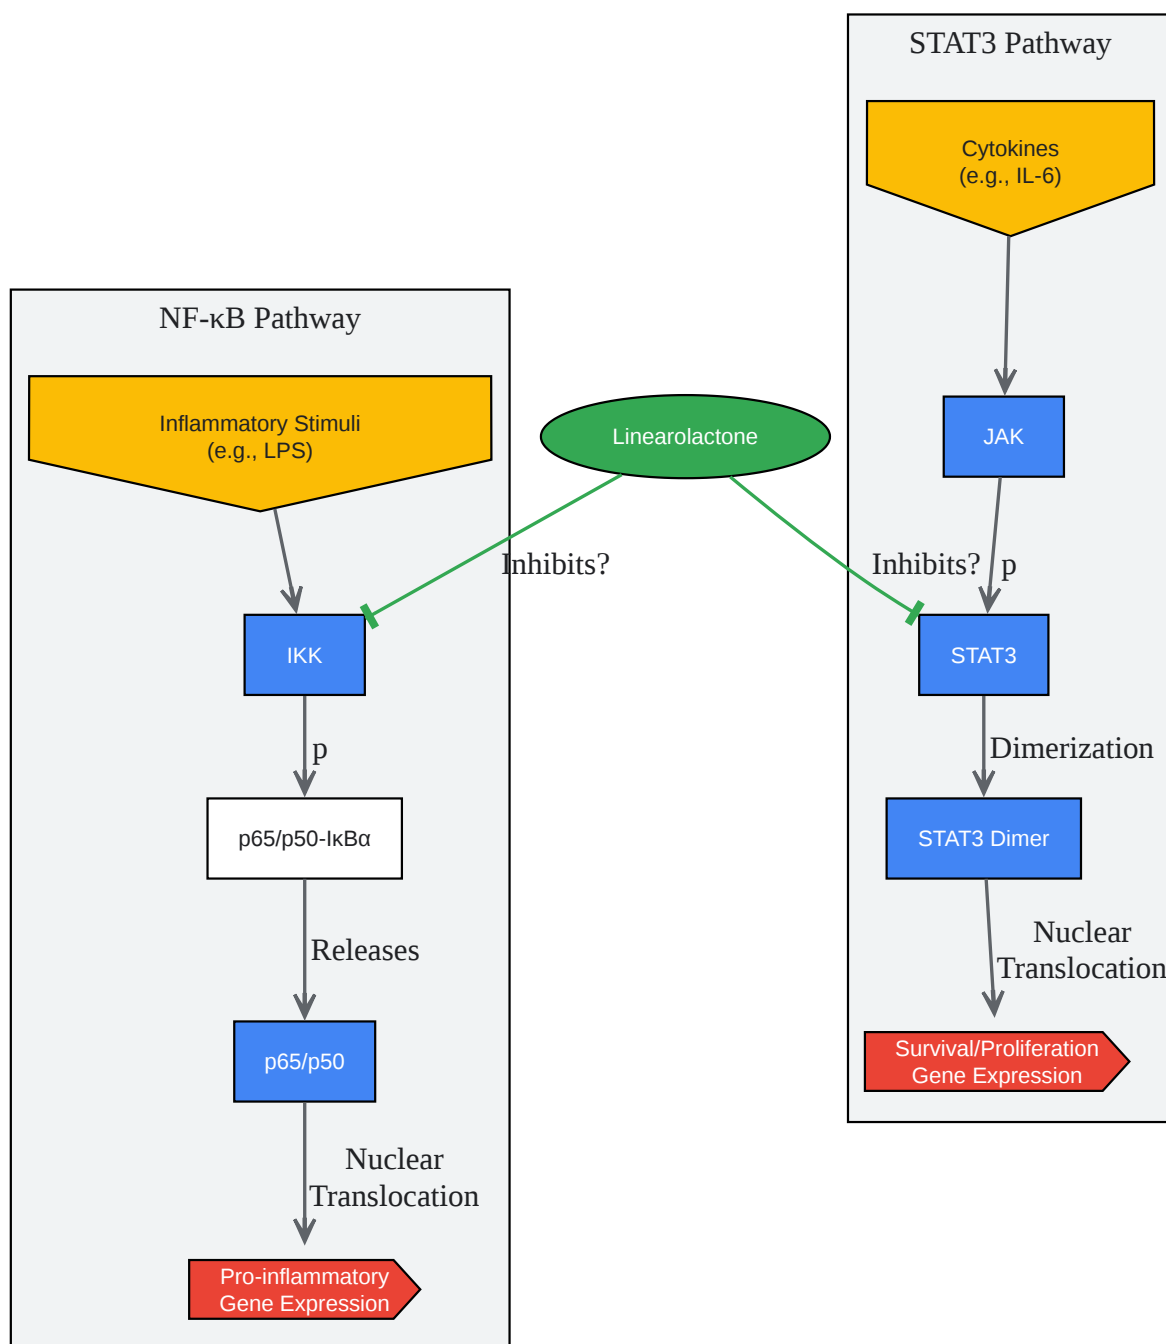 STAT3 Pathway
Cytokines
(e.g., IL-6)
NF-κB Pathway
Inflammatory Stimuli
(e.g., LPS)
Linearolactone
JAK
Inhibits?
Inhibits?
p
IKK
STAT3
p
Dimerization
p65/p50-IκBα
STAT3 Dimer
Releases
Nuclear
Translocation
p65/p50
Survival/Proliferation
Gene Expression
Nuclear
Translocation
Pro-inflammatory
Gene Expression